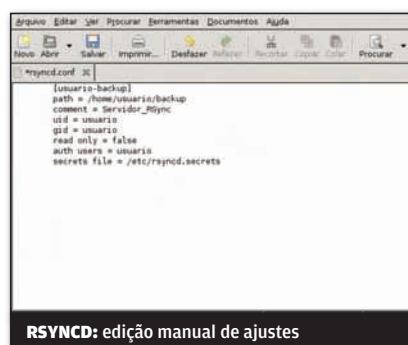 Arquivo Editar Ver Procurar Ferramentas Documentos Ajuda
Novo Abrir Salvar Imprimir... Desfazer Refazer Recortar Copiar Colar Procurar
*rsyncd.conf
[usuario-backup]
path = /home/usuario/backup
comment = Servidor_RSync
uid = usuario
gid = usuario
read only = false
auth users = usuario
secrets file = /etc/rsyncd.secrets
RSYNCD: edição manual de ajustes